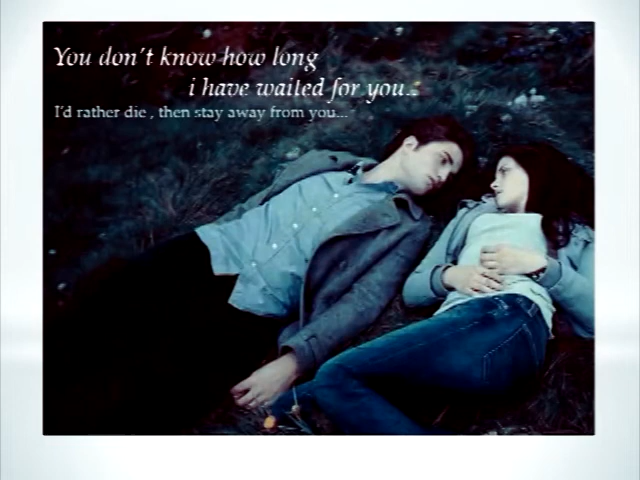 You don't know how long
i have waited for you...
I'd rather die , then stay away from you...